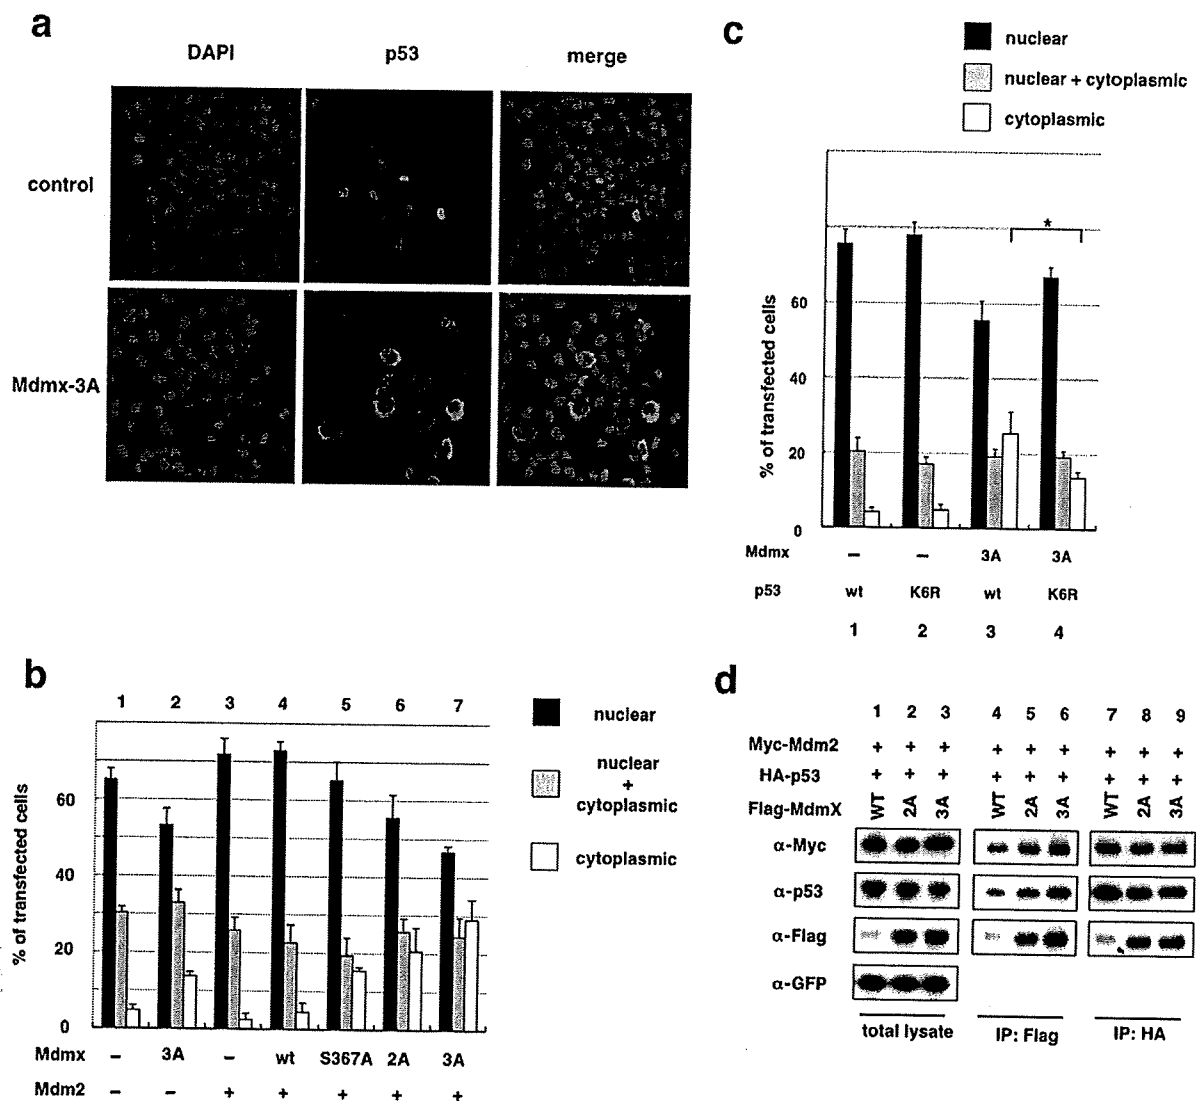 a
DAPI p53 merge
control
Mdmx-3A
b
1 2 3 4 5 6 7
% of transfected cells
60
40
20
0
Mdmx – 3A – wt S367A 2A 3A
Mdm2 – – + + + + +
nuclear
nuclear
+
cytoplasmic
cytoplasmic
c
nuclear
nuclear + cytoplasmic
cytoplasmic
*
% of transfected cells
60
40
20
0
Mdmx – – 3A 3A
p53 wt K6R wt K6R
1 2 3 4
d
1 2 3 4 5 6 7 8 9
Myc-Mdm2 + + + + + + + + +
HA-p53 + + + + + + + + +
Flag-MdmX WT 2A 3A WT 2A 3A WT 2A 3A
α-Myc
α-p53
α-Flag
α-GFP
total lysate IP: Flag IP: HA